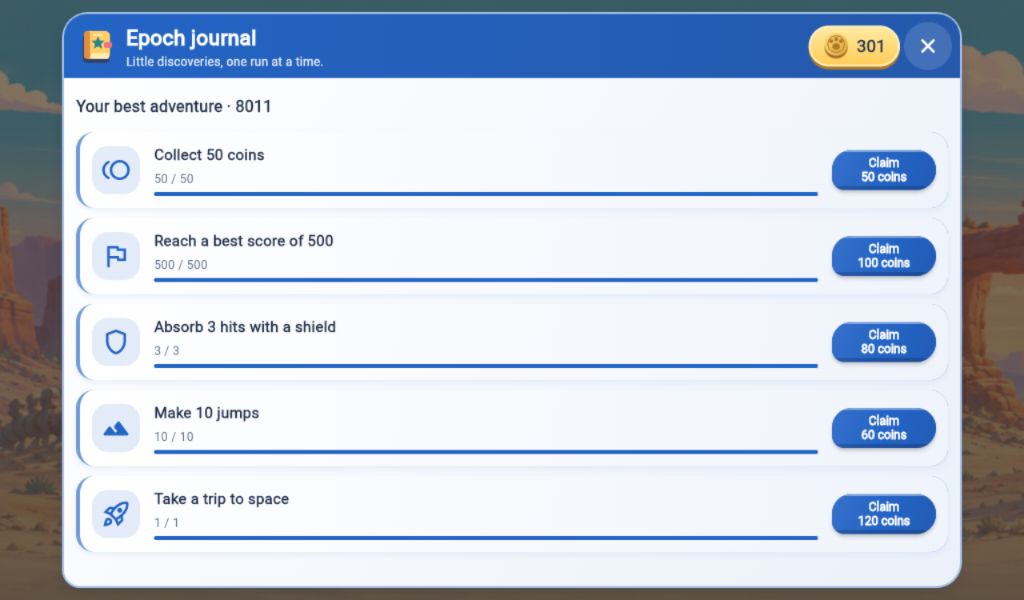 Epoch journal
Little discoveries, one run at a time.
301
Your best adventure · 8011
Collect 50 coins
50 / 50
Claim
50 coins
Reach a best score of 500
500 / 500
Claim
100 coins
Absorb 3 hits with a shield
3 / 3
Claim
80 coins
Make 10 jumps
10 / 10
Claim
60 coins
Take a trip to space
1 / 1
Claim
120 coins